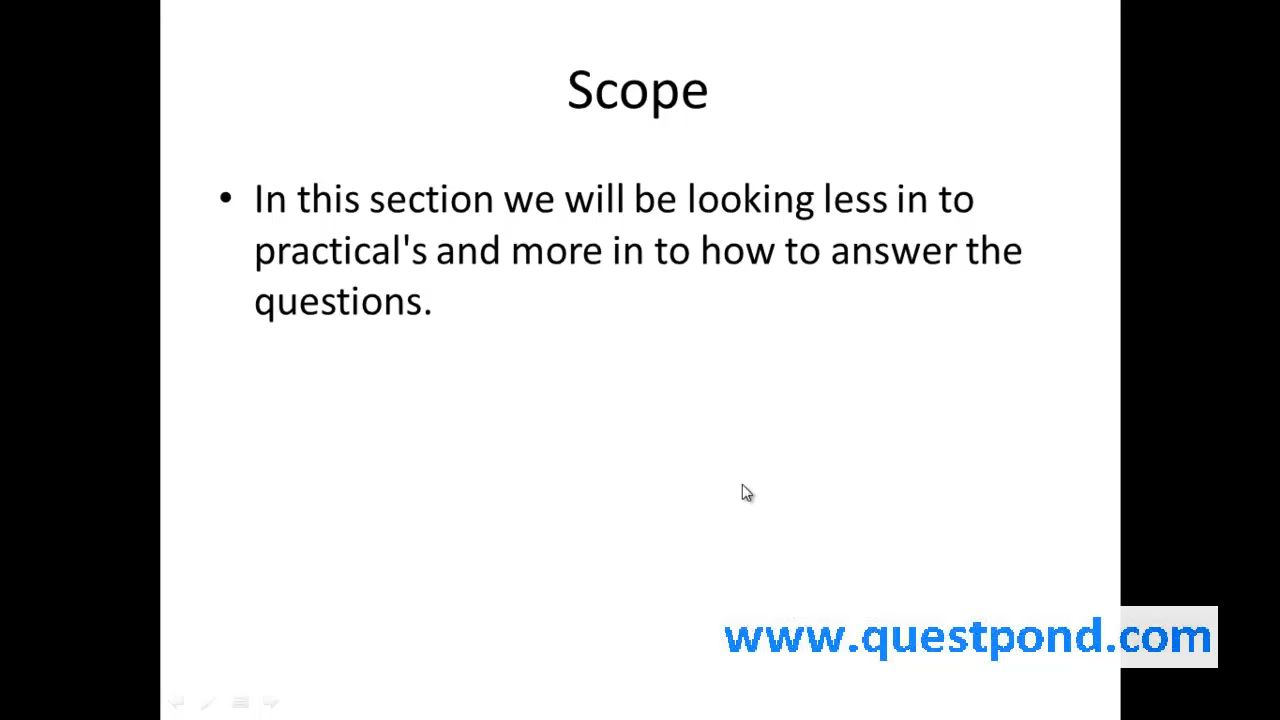 Scope
• In this section we will be looking less in to
practical's and more in to how to answer the
questions.
www.questpond.com